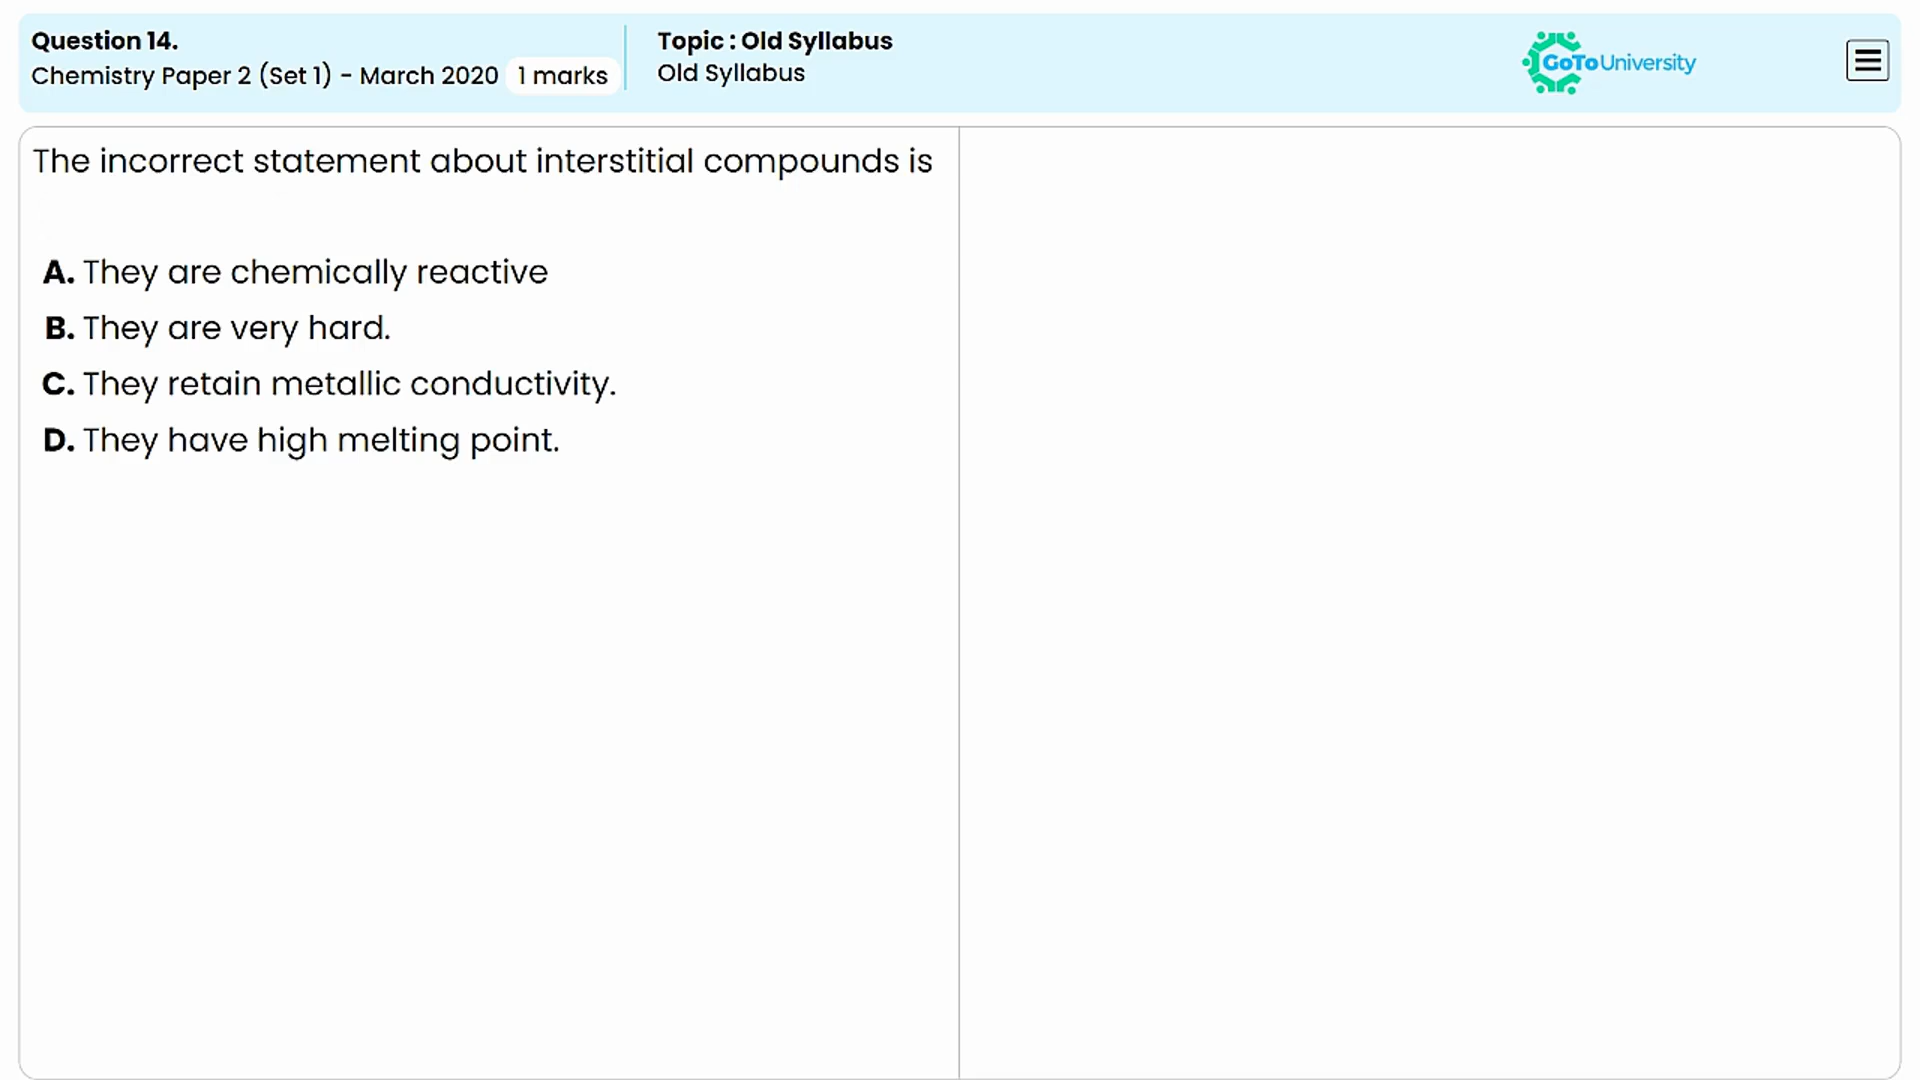 Question 14.
Chemistry Paper 2 (Set 1) - March 2020 1 marks
Topic : Old Syllabus
Old Syllabus
GoToUniversity
The incorrect statement about interstitial compounds is
A. They are chemically reactive
B. They are very hard.
C. They retain metallic conductivity.
D. They have high melting point.